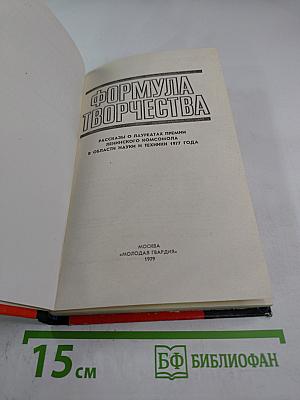 ФОРМУЛА
ТВОРЧЕСТВА
РАССКАЗЫ О ЛАУРЕАТАХ ПРЕМИИ
ЛЕНИНСКОГО КОМСОМОЛА
В ОБЛАСТИ НАУКИ И ТЕХНИКИ 1977 ГОДА
МОСКВА
«МОЛОДАЯ ГВАРДИЯ»
1979
15 см
БФ БИБЛИОФАН